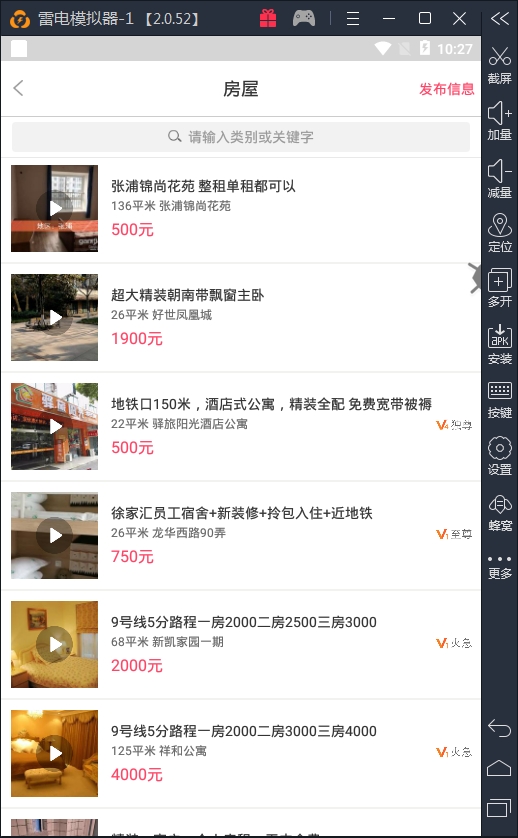 雷电模拟器-1 【2.0.52】
10:27
房屋
发布信息
请输入类别或关键字
张浦锦尚花苑 整租单租都可以
136平米 张浦锦尚花苑
500元
超大精装朝南带飘窗主卧
26平米 好世凤凰城
1900元
地铁口150米，酒店式公寓，精装全配 免费宽带被褥
22平米 驿旅阳光酒店公寓
V4 独尊
500元
徐家汇员工宿舍+新装修+拎包入住+近地铁
26平米 龙华西路90弄
V1 至尊
750元
9号线5分路程一房2000二房2500三房3000
68平米 新凯家园一期
V1 火急
2000元
9号线5分路程一房2000二房3000三房4000
125平米 祥和公寓
V1 火急
4000元
截屏
加量
减量
定位
多开
APK
安装
按键
设置
蜂窝
更多